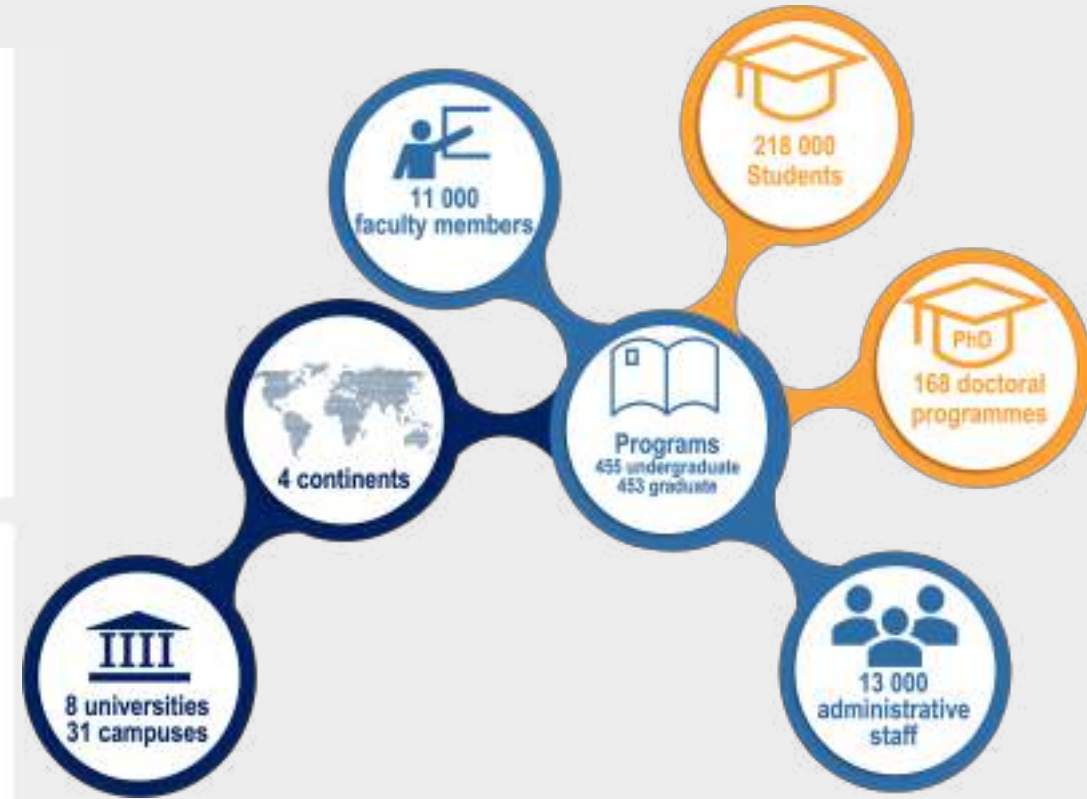 218 000
Students
11 000
faculty members
PhD
168 doctoral
programmes
Programs
455 undergraduate
453 graduate
4 continents
8 universities
31 campuses
13 000
administrative
staff